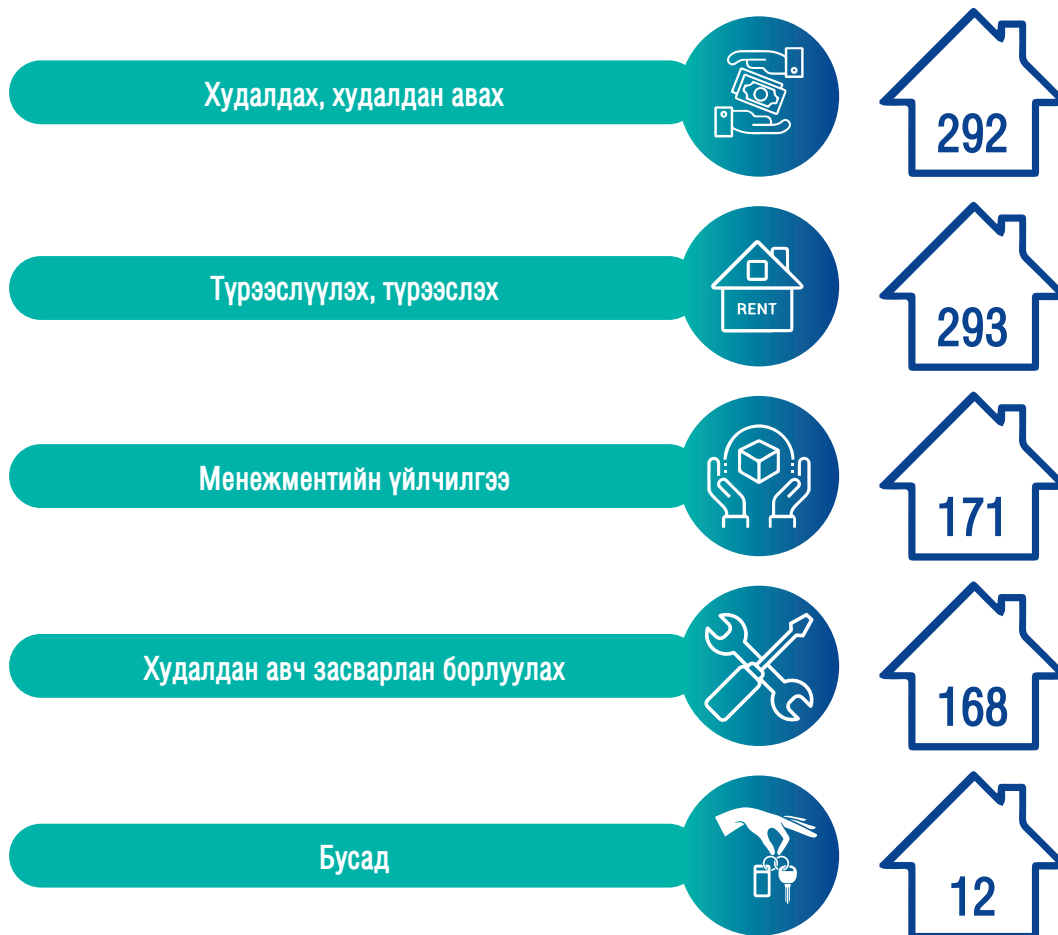 Худалдах, худалдан авах
292
Түрээслүүлэх, түрээслэх
RENT
293
Менежментийн үйлчилгээ
171
Худалдан авч засварлан борлуулах
168
Бусад
12